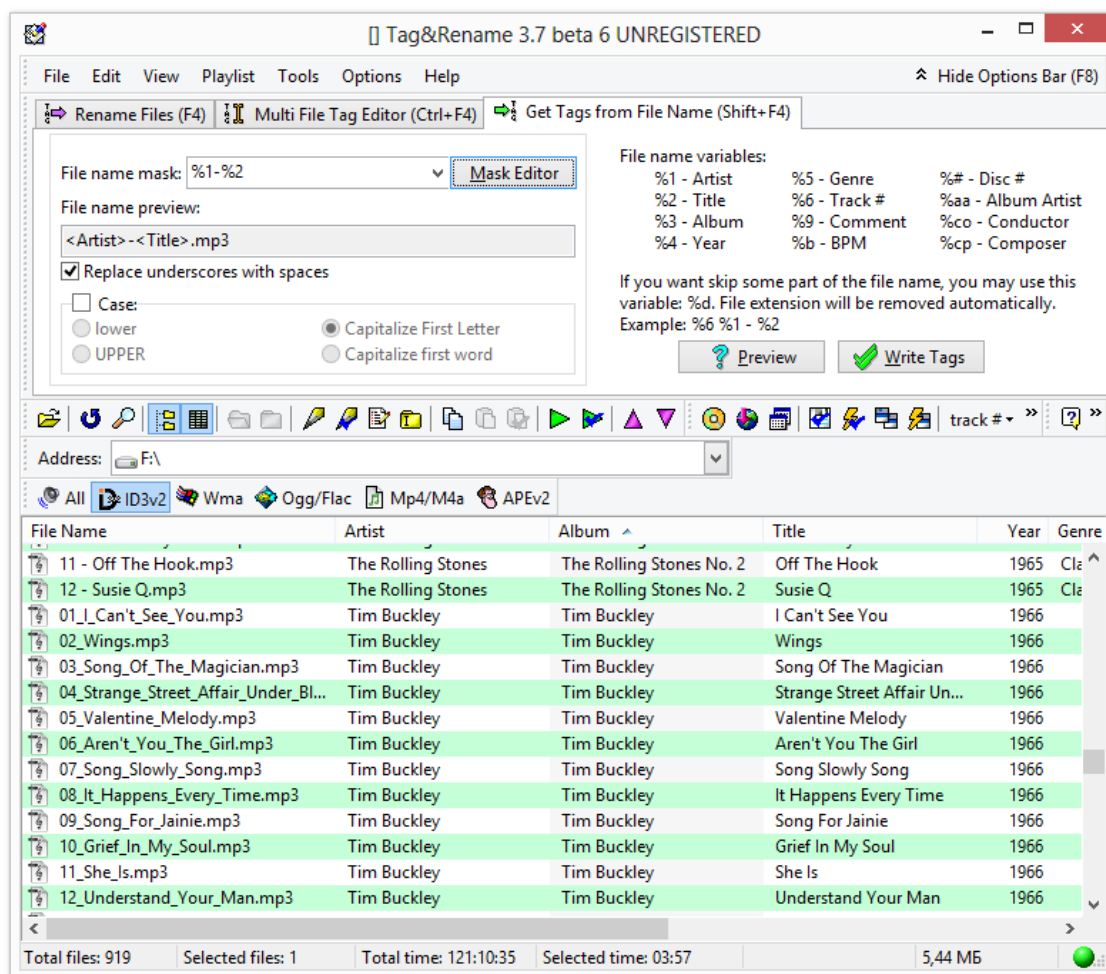 [] Tag&Rename 3.7 beta 6 UNREGISTERED
File Edit View Playlist Tools Options Help Hide Options Bar (F8)
Rename Files (F4) Multi File Tag Editor (Ctrl+F4) Get Tags from File Name (Shift+F4)
File name mask: %1-%2 Mask Editor
File name preview:
<Artist>-<Title>.mp3
Replace underscores with spaces
Case:
lower Capitalize First Letter
UPPER Capitalize first word
File name variables:
%1 - Artist %5 - Genre %# - Disc #
%2 - Title %6 - Track # %aa - Album Artist
%3 - Album %9 - Comment %co - Conductor
%4 - Year %b - BPM %cp - Composer
If you want skip some part of the file name, you may use this
variable: %d. File extension will be removed automatically.
Example: %6 %1 - %2
Preview Write Tags
track #
Address: F:\
All ID3v2 Wma Ogg/Flac Mp4/M4a APEv2
File Name Artist Album Title Year Genre
11 - Off The Hook.mp3 The Rolling Stones The Rolling Stones No. 2 Off The Hook 1965 Cla
12 - Susie Q.mp3 The Rolling Stones The Rolling Stones No. 2 Susie Q 1965 Cla
01_I_Can't_See_You.mp3 Tim Buckley Tim Buckley I Can't See You 1966
02_Wings.mp3 Tim Buckley Tim Buckley Wings 1966
03_Song_Of_The_Magician.mp3 Tim Buckley Tim Buckley Song Of The Magician 1966
04_Strange_Street_Affair_Under_Bl... Tim Buckley Tim Buckley Strange Street Affair Un... 1966
05_Valentine_Melody.mp3 Tim Buckley Tim Buckley Valentine Melody 1966
06_Aren't_You_The_Girl.mp3 Tim Buckley Tim Buckley Aren't You The Girl 1966
07_Song_Slowly_Song.mp3 Tim Buckley Tim Buckley Song Slowly Song 1966
08_It_Happens_Every_Time.mp3 Tim Buckley Tim Buckley It Happens Every Time 1966
09_Song_For_Jainie.mp3 Tim Buckley Tim Buckley Song For Jainie 1966
10_Grief_In_My_Soul.mp3 Tim Buckley Tim Buckley Grief In My Soul 1966
11_She_Is.mp3 Tim Buckley Tim Buckley She Is 1966
12_Understand_Your_Man.mp3 Tim Buckley Tim Buckley Understand Your Man 1966
Total files: 919 Selected files: 1 Total time: 121:10:35 Selected time: 03:57 5,44 МБ